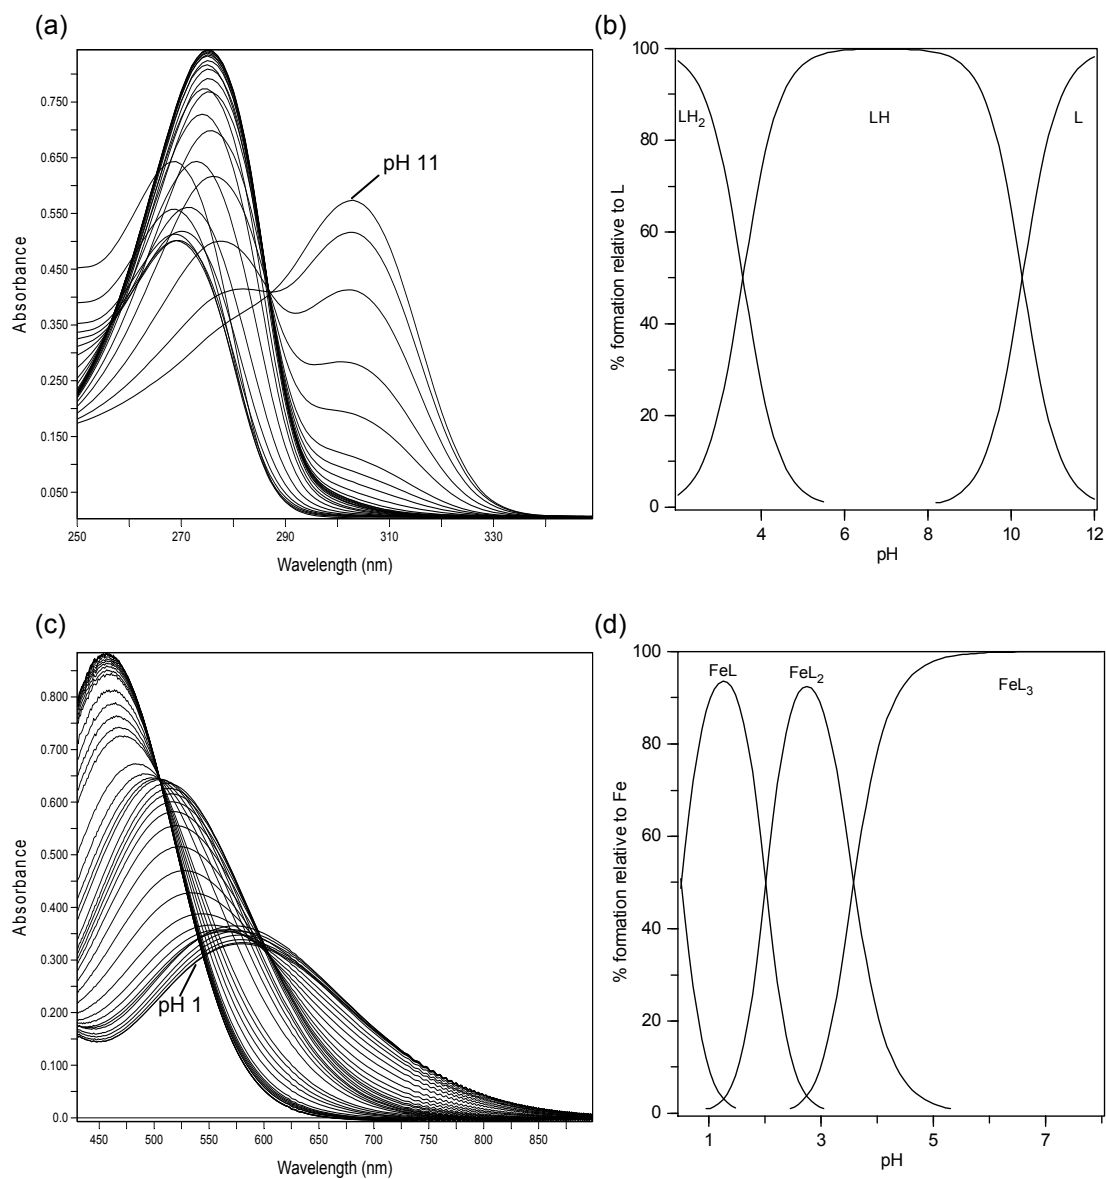 (a)
0.750
0.650
0.550
0.450
0.350
0.250
0.150
0.050
Absorbance
pH 11
250 270 290 310 330
Wavelength (nm)
(b)
100
80
60
40
20
0
% formation relative to L
LH2 LH L
4 6 8 10 12
pH
(c)
0.800
0.700
0.600
0.500
0.400
0.300
0.200
0.100
0.0
Absorbance
pH 1
450 500 550 600 650 700 750 800 850
Wavelength (nm)
(d)
100
80
60
40
20
0
% formation relative to Fe
FeL FeL2 FeL3
1 3 5 7
pH